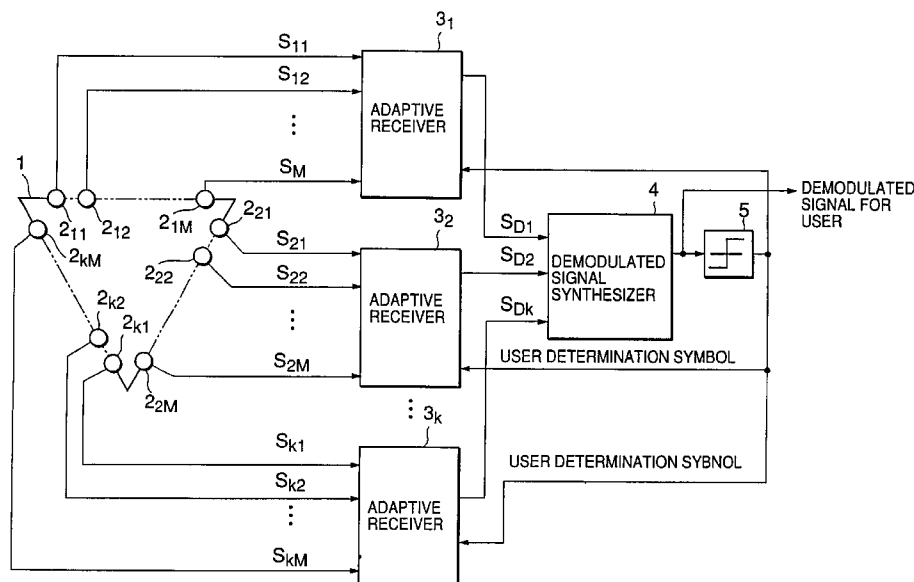 3₁
S₁₁
S₁₂
⋮
S_M
ADAPTIVE
RECEIVER
1
2₁₁
2₁₂
2₁M
2₂₁
2₂₂
2kM
2k2
2k1
2₂M
3₂
S₂₁
S₂₂
⋮
S₂M
ADAPTIVE
RECEIVER
⋮
3k
Sk1
Sk2
⋮
SkM
ADAPTIVE
RECEIVER
SD1
SD2
SDk
4
DEMODULATED
SIGNAL
SYNTHESIZER
5
DEMODULATED
SIGNAL FOR
USER
USER DETERMINATION SYMBOL
USER DETERMINATION SYBNOL